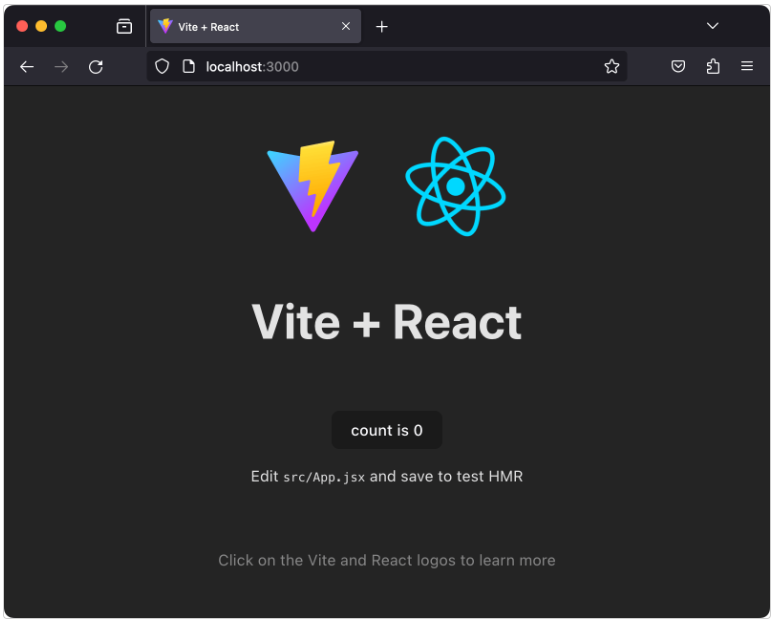 Vite + React
localhost:3000
Vite + React
count is 0
Edit src/App.jsx and save to test HMR
Click on the Vite and React logos to learn more